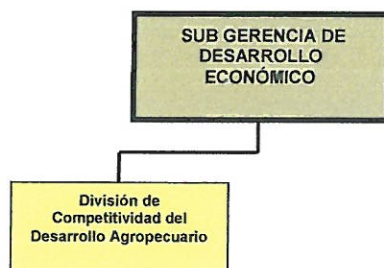 SUB GERENCIA DE
DESARROLLO
ECONÓMICO
División de
Competitividad del
Desarrollo Agropecuario